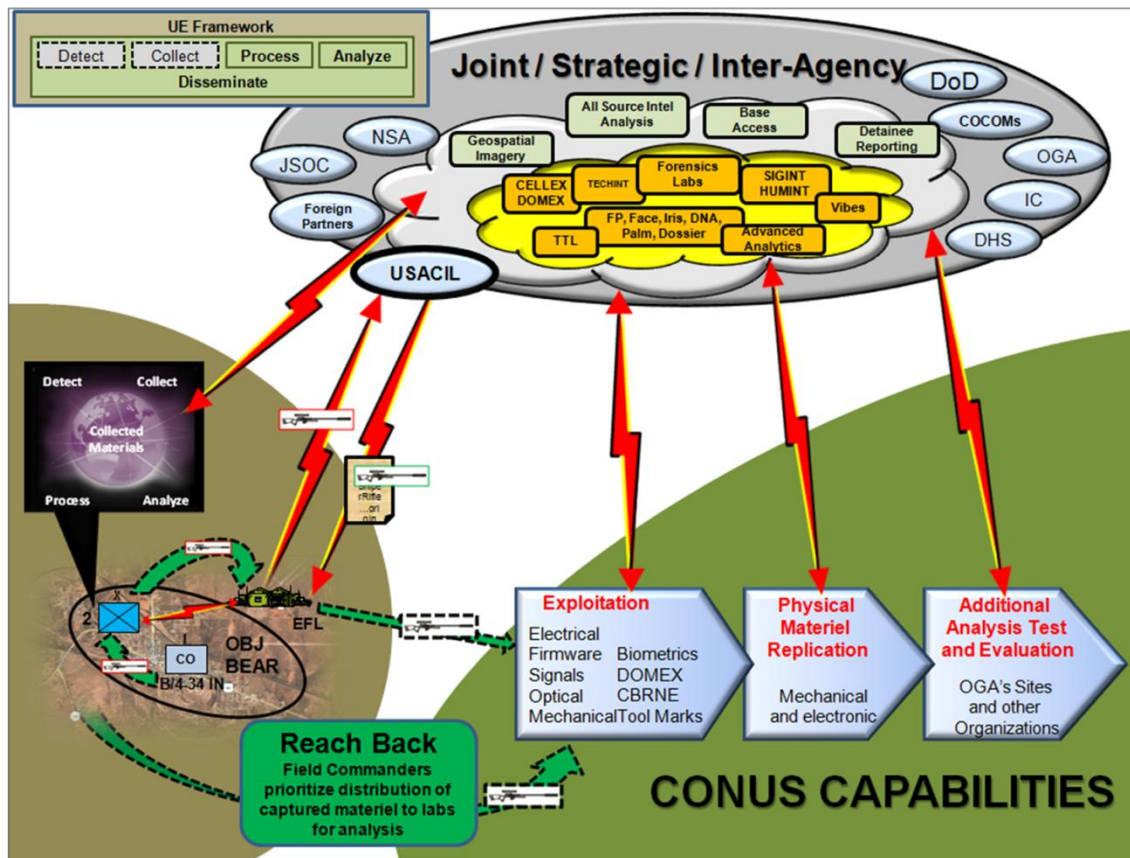 UE Framework
Detect Collect Process Analyze
Disseminate
Joint / Strategic / Inter-Agency
DoD
COCOMs
OGA
IC
DHS
NSA
JSOC
Foreign
Partners
USACIL
All Source Intel
Analysis
Base
Access
Geospatial
Imagery
Detainee
Reporting
CELLEX
DOMEX
TECHINT
Forensics
Labs
SIGINT
HUMINT
Vibes
TTL
FP, Face, Iris, DNA,
Palm, Dossier
Advanced
Analytics
Detect Collect
Collected
Materials
Process Analyze
rRifle
X
2
EFL
OBJ
BEAR
I
CO
B/4-34 IN
Reach Back
Field Commanders
prioritize distribution of
captured materiel to labs
for analysis
Exploitation
Electrical
Firmware Biometrics
Signals DOMEX
Optical CBRNE
Mechanical Tool Marks
Physical
Materiel
Replication
Mechanical
and electronic
Additional
Analysis Test
and Evaluation
OGA's Sites
and other
Organizations
CONUS CAPABILITIES